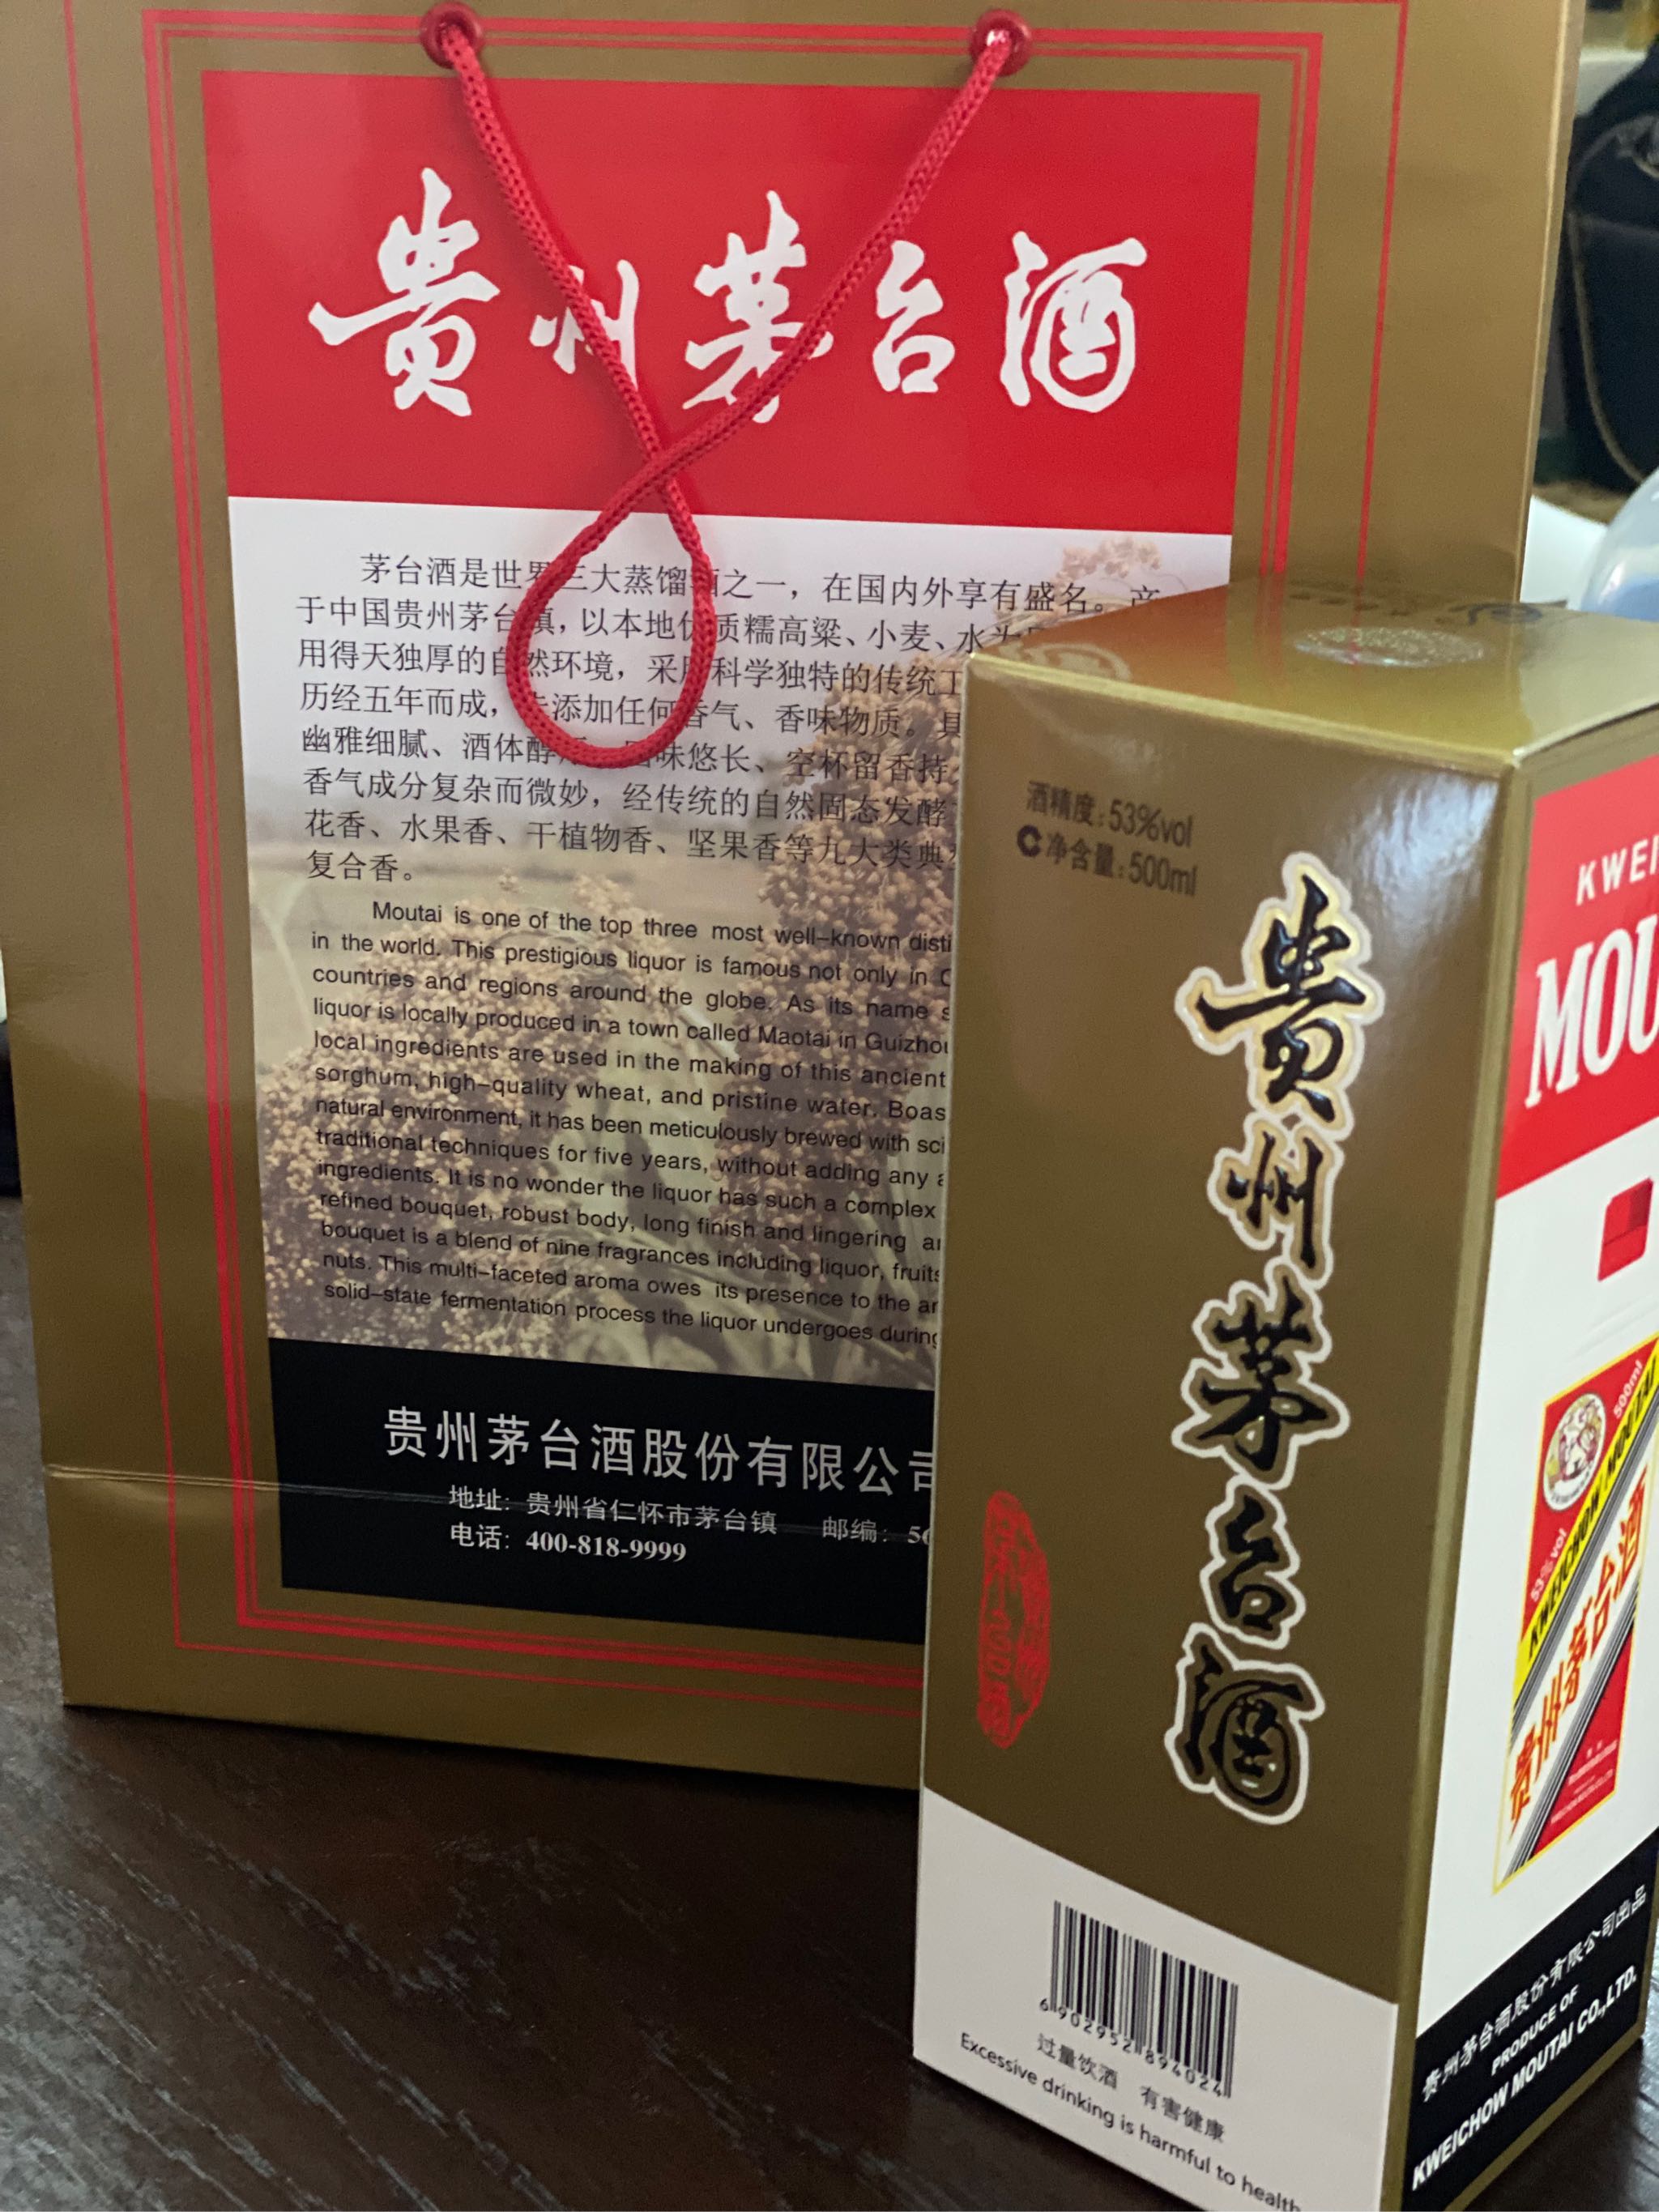 贵州茅台酒
茅台酒是世界三大蒸馏酒之一，在国内外享有盛名。产
于中国贵州茅台镇，以本地优质糯高粱、小麦、水为
用得天独厚的自然环境，采用科学独特的传统工
历经五年而成，未添加任何香气、香味物质。具
幽雅细腻、酒体醇 回味悠长、空杯留香持
香气成分复杂而微妙，经传统的自然固态发酵
花香、水果香、干植物香、坚果香等九大类典
复合香。
Moutai is one of the top three most well-known disti
in the world. This prestigious liquor is famous not only in
countries and regions around the globe. As its name s
liquor is locally produced in a town called Maotai in Guizhou
local ingredients are used in the making of this ancient
sorghum, high-quality wheat, and pristine water. Boas
natural environment, it has been meticulously brewed with sci
traditional techniques for five years, without adding any a
ingredients. It is no wonder the liquor has such a complex
refined bouquet, robust body, long finish and lingering ar
bouquet is a blend of nine fragrances including liquor, fruits
nuts. This multi-faceted aroma owes its presence to the ar
solid-state fermentation process the liquor undergoes during
贵州茅台酒股份有限公司
地址：贵州省仁怀市茅台镇 邮编：56
电话：400-818-9999
酒精度：53%vol
净含量：500ml
贵州茅台酒
6 902952 894024
过量饮酒 有害健康
Excessive drinking is harmful to health
KWEI
MOU
500ml
53%vol
KWEICHOW MOUTAI
贵州茅台酒
贵州茅台酒股份有限公司出品
PRODUCE OF
KWEICHOW MOUTAI CO.,LTD.